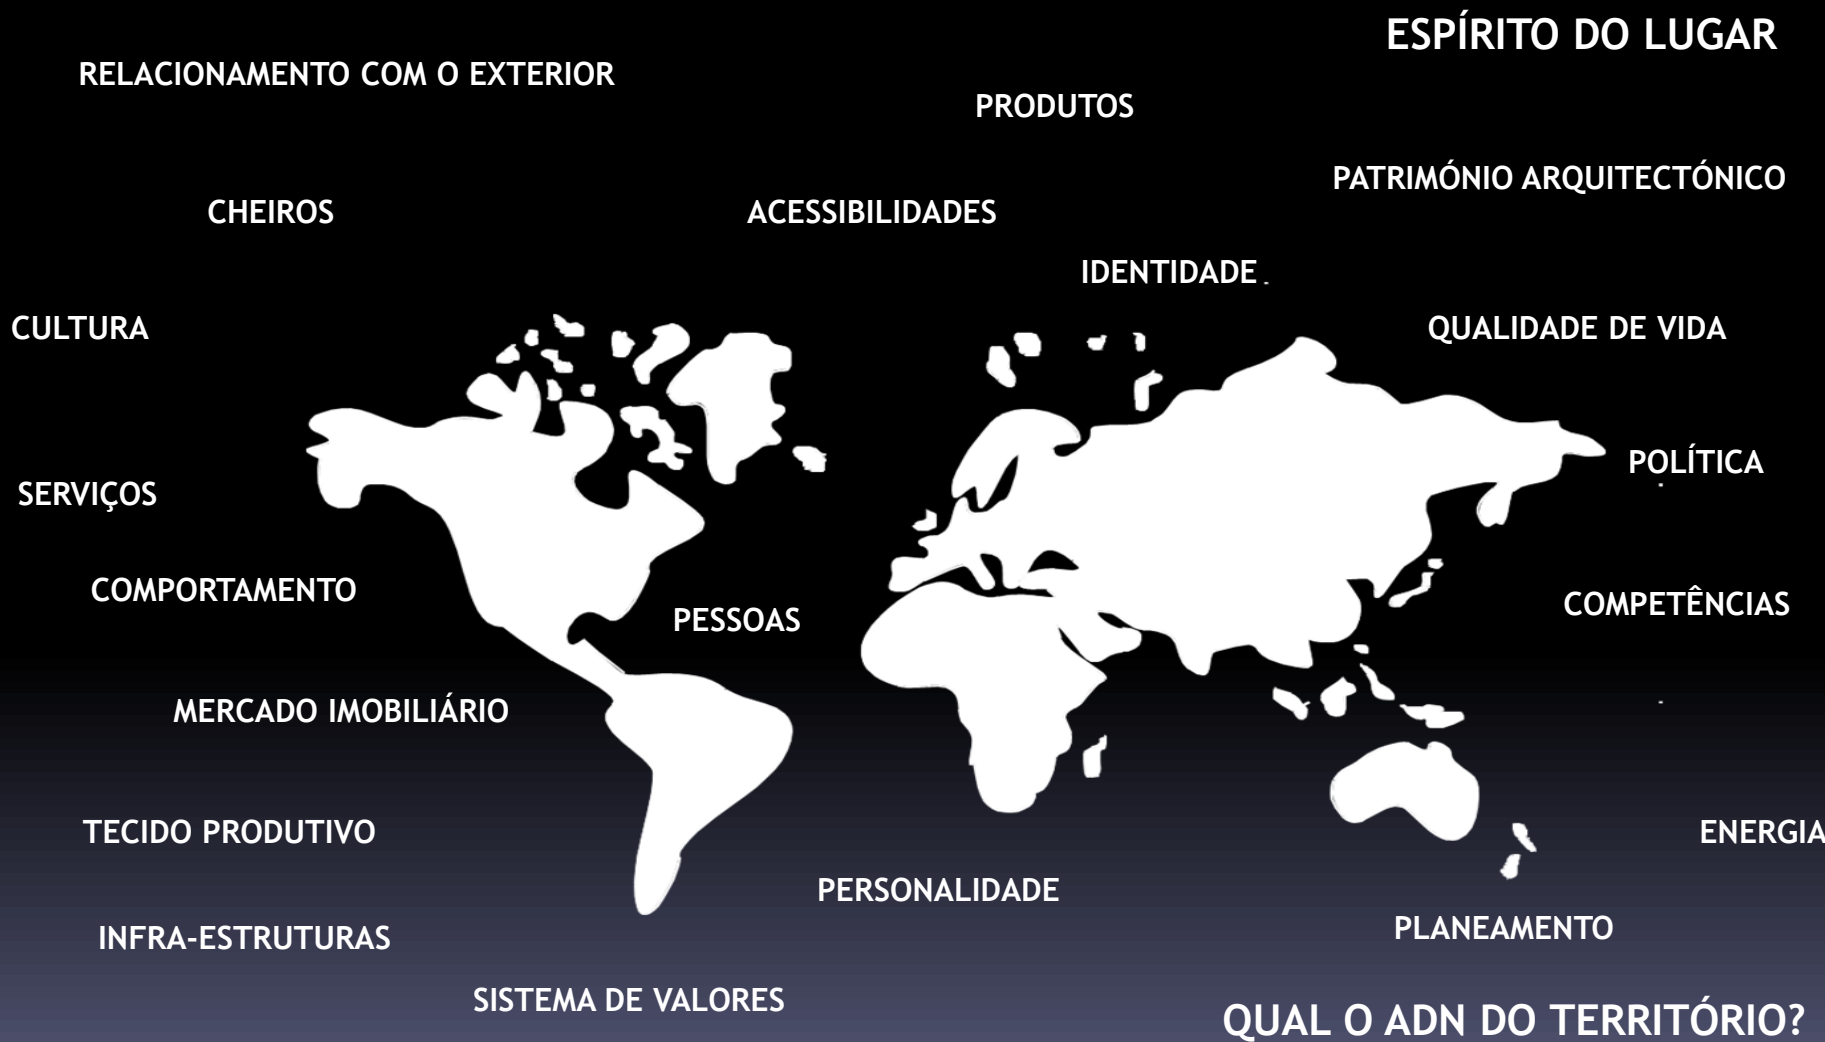 ESPÍRITO DO LUGAR
RELACIONAMENTO COM O EXTERIOR
PRODUTOS
PATRIMÓNIO ARQUITECTÓNICO
CHEIROS
ACESSIBILIDADES
IDENTIDADE
CULTURA
QUALIDADE DE VIDA
POLÍTICA
SERVIÇOS
COMPORTAMENTO
COMPETÊNCIAS
PESSOAS
MERCADO IMOBILIÁRIO
TECIDO PRODUTIVO
ENERGIA
PERSONALIDADE
PLANEAMENTO
INFRA-ESTRUTURAS
SISTEMA DE VALORES
QUAL O ADN DO TERRITÓRIO?